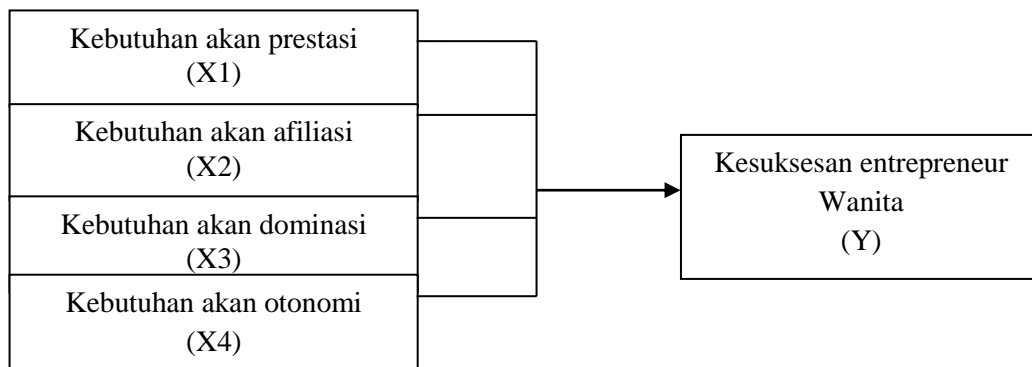 Kebutuhan akan prestasi
(X1)
Kebutuhan akan afiliasi
(X2)
Kebutuhan akan dominasi
(X3)
Kebutuhan akan otonomi
(X4)
Kesuksesan entrepreneur
Wanita
(Y)